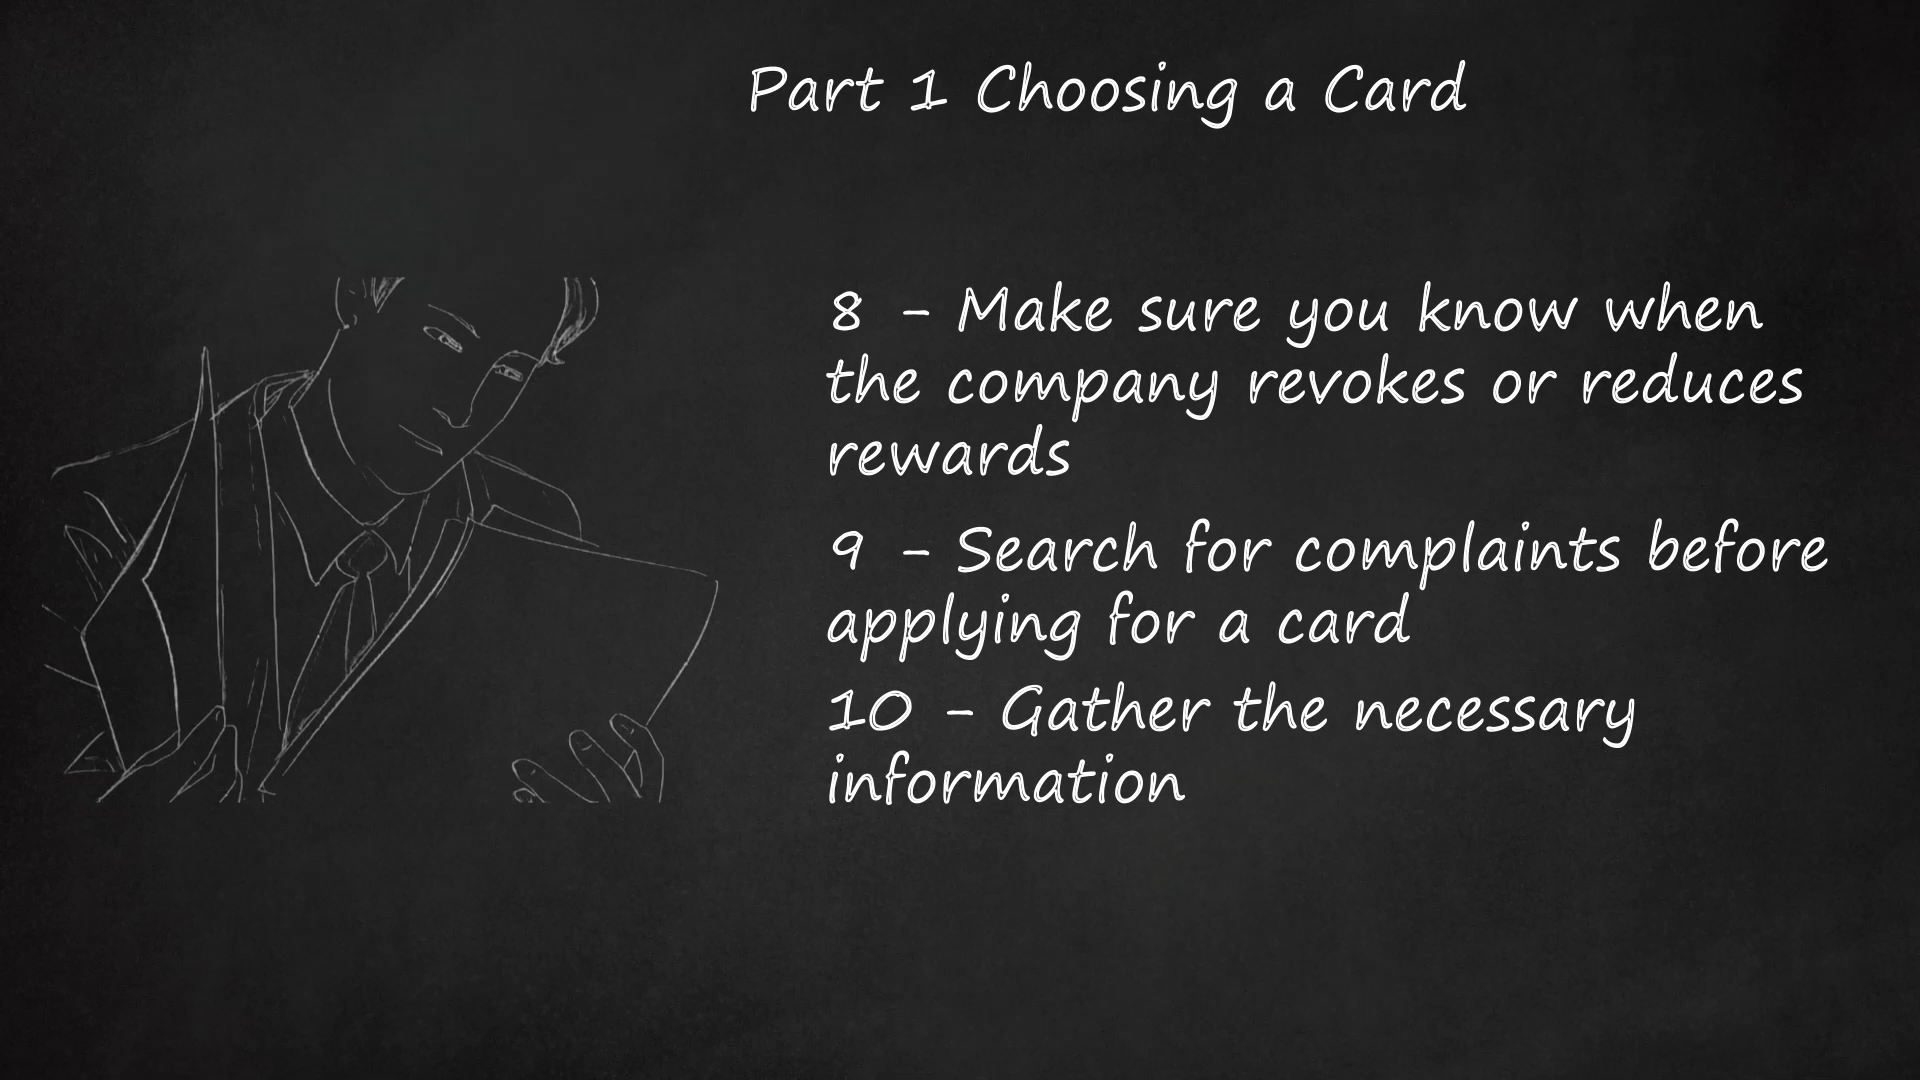 Part 1 Choosing a Card
8 - Make sure you know when
the company revokes or reduces
rewards
9 - Search for complaints before
applying for a card
10 - Gather the necessary
information